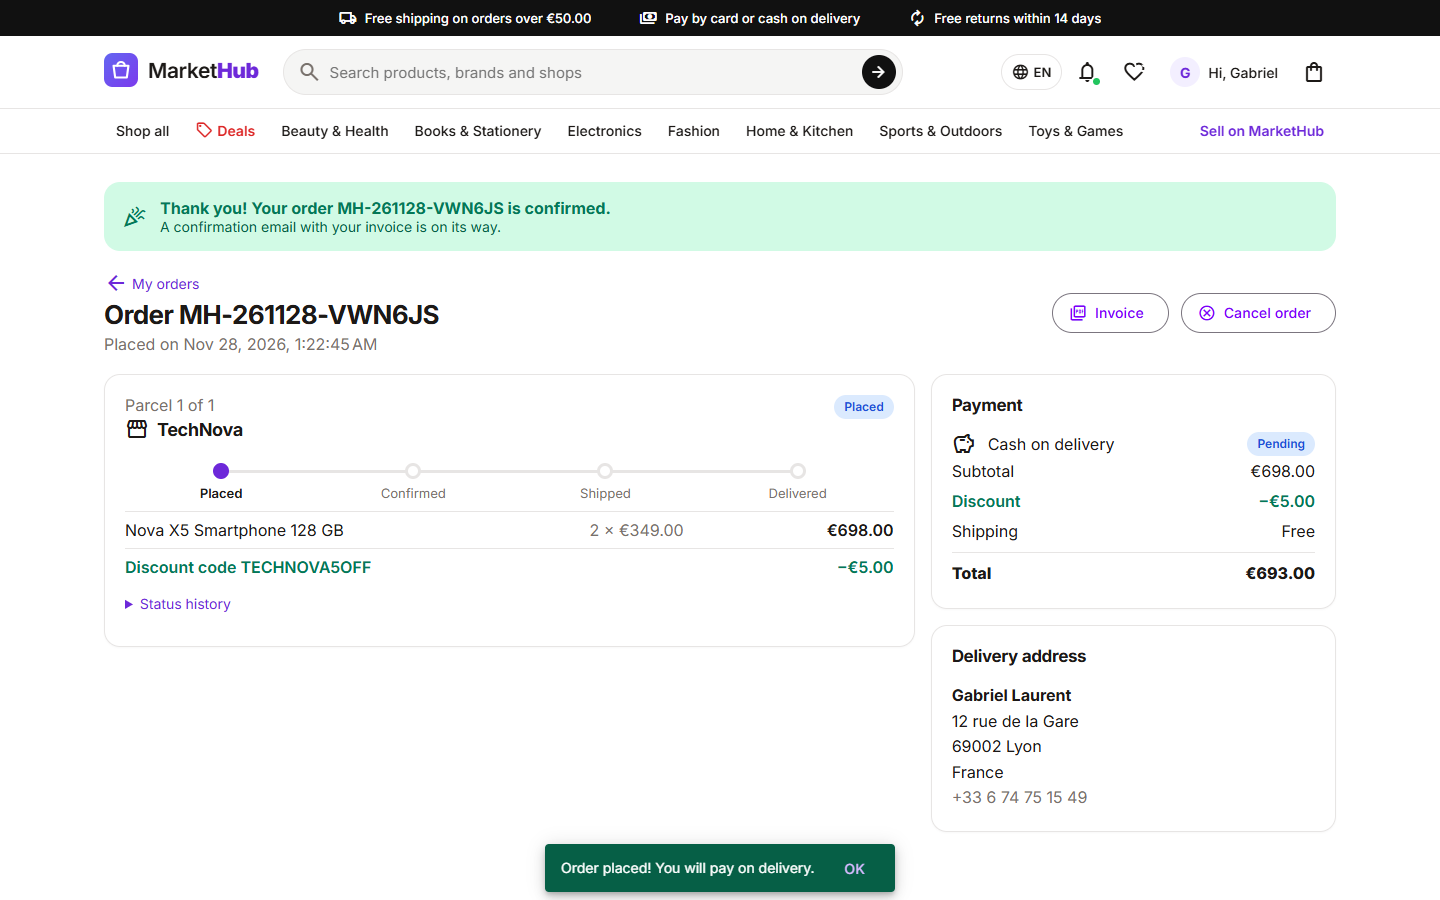 Free shipping on orders over €50.00
Pay by card or cash on delivery
Free returns within 14 days
MarketHub
Search products, brands and shops
EN
G
Hi, Gabriel
Shop all
Deals
Beauty & Health
Books & Stationery
Electronics
Fashion
Home & Kitchen
Sports & Outdoors
Toys & Games
Sell on MarketHub
Thank you! Your order MH-261128-VWN6JS is confirmed.
A confirmation email with your invoice is on its way.
My orders
Order MH-261128-VWN6JS
Placed on Nov 28, 2026, 1:22:45 AM
Invoice
Cancel order
Parcel 1 of 1
Placed
TechNova
Placed
Confirmed
Shipped
Delivered
Nova X5 Smartphone 128 GB
2 × €349.00
€698.00
Discount code TECHNOVA5OFF
−€5.00
Status history
Payment
Cash on delivery
Pending
Subtotal
€698.00
Discount
−€5.00
Shipping
Free
Total
€693.00
Delivery address
Gabriel Laurent
12 rue de la Gare
69002 Lyon
France
+33 6 74 75 15 49
Order placed! You will pay on delivery.
OK